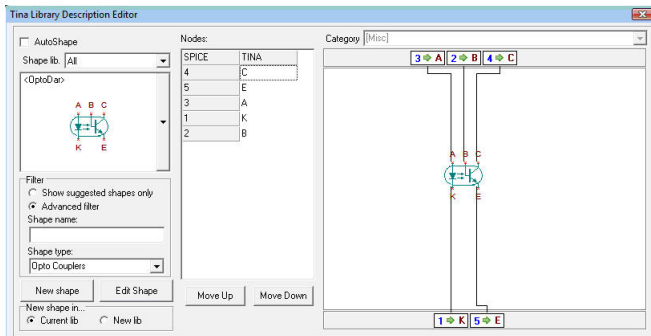 Tina Library Description Editor
AutoShape
Shape lib. All
<OptoDar>
A B C
K E
Filter
Show suggested shapes only
Advanced filter
Shape name:
Shape type:
Opto Couplers
New shape Edit Shape
New shape in...
Current lib New lib
Nodes:
SPICE TINA
4 C
5 E
3 A
1 K
2 B
Move Up Move Down
Category [Misc]
3 A 2 B 4 C
A B C
K E
1 K 5 E